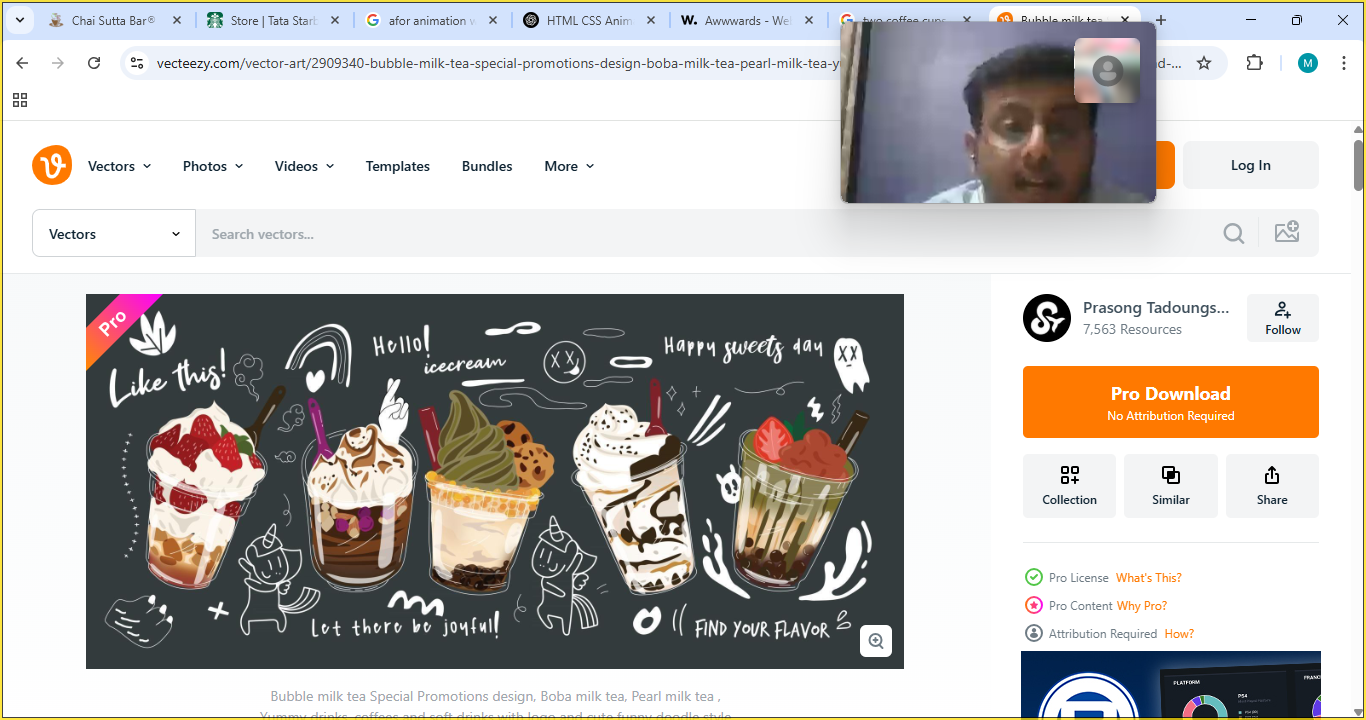 Chai Sutta Bar®
Store | Tata Starb
afor animation w
HTML CSS Anim
Awwwards - Web
two coffee cups
Bubble milk tea
vecteezy.com/vector-art/2909340-bubble-milk-tea-special-promotions-design-boba-milk-tea-pearl-milk-tea-y
d-...
M
Vectors
Photos
Videos
Templates
Bundles
More
Log In
Vectors
Search vectors...
Pro
Like this!
Hello!
icecream
Happy sweets day
Let there be joyful!
FIND YOUR FLAVOR
Prasong Tadoungs...
7,563 Resources
Follow
Pro Download
No Attribution Required
Collection
Similar
Share
Pro License What's This?
Pro Content Why Pro?
Attribution Required How?
PLATFORM
PS4
FRANC
Bubble milk tea Special Promotions design, Boba milk tea, Pearl milk tea ,
Yummy drinks, coffees and soft drinks with logo and cute funny doodle style